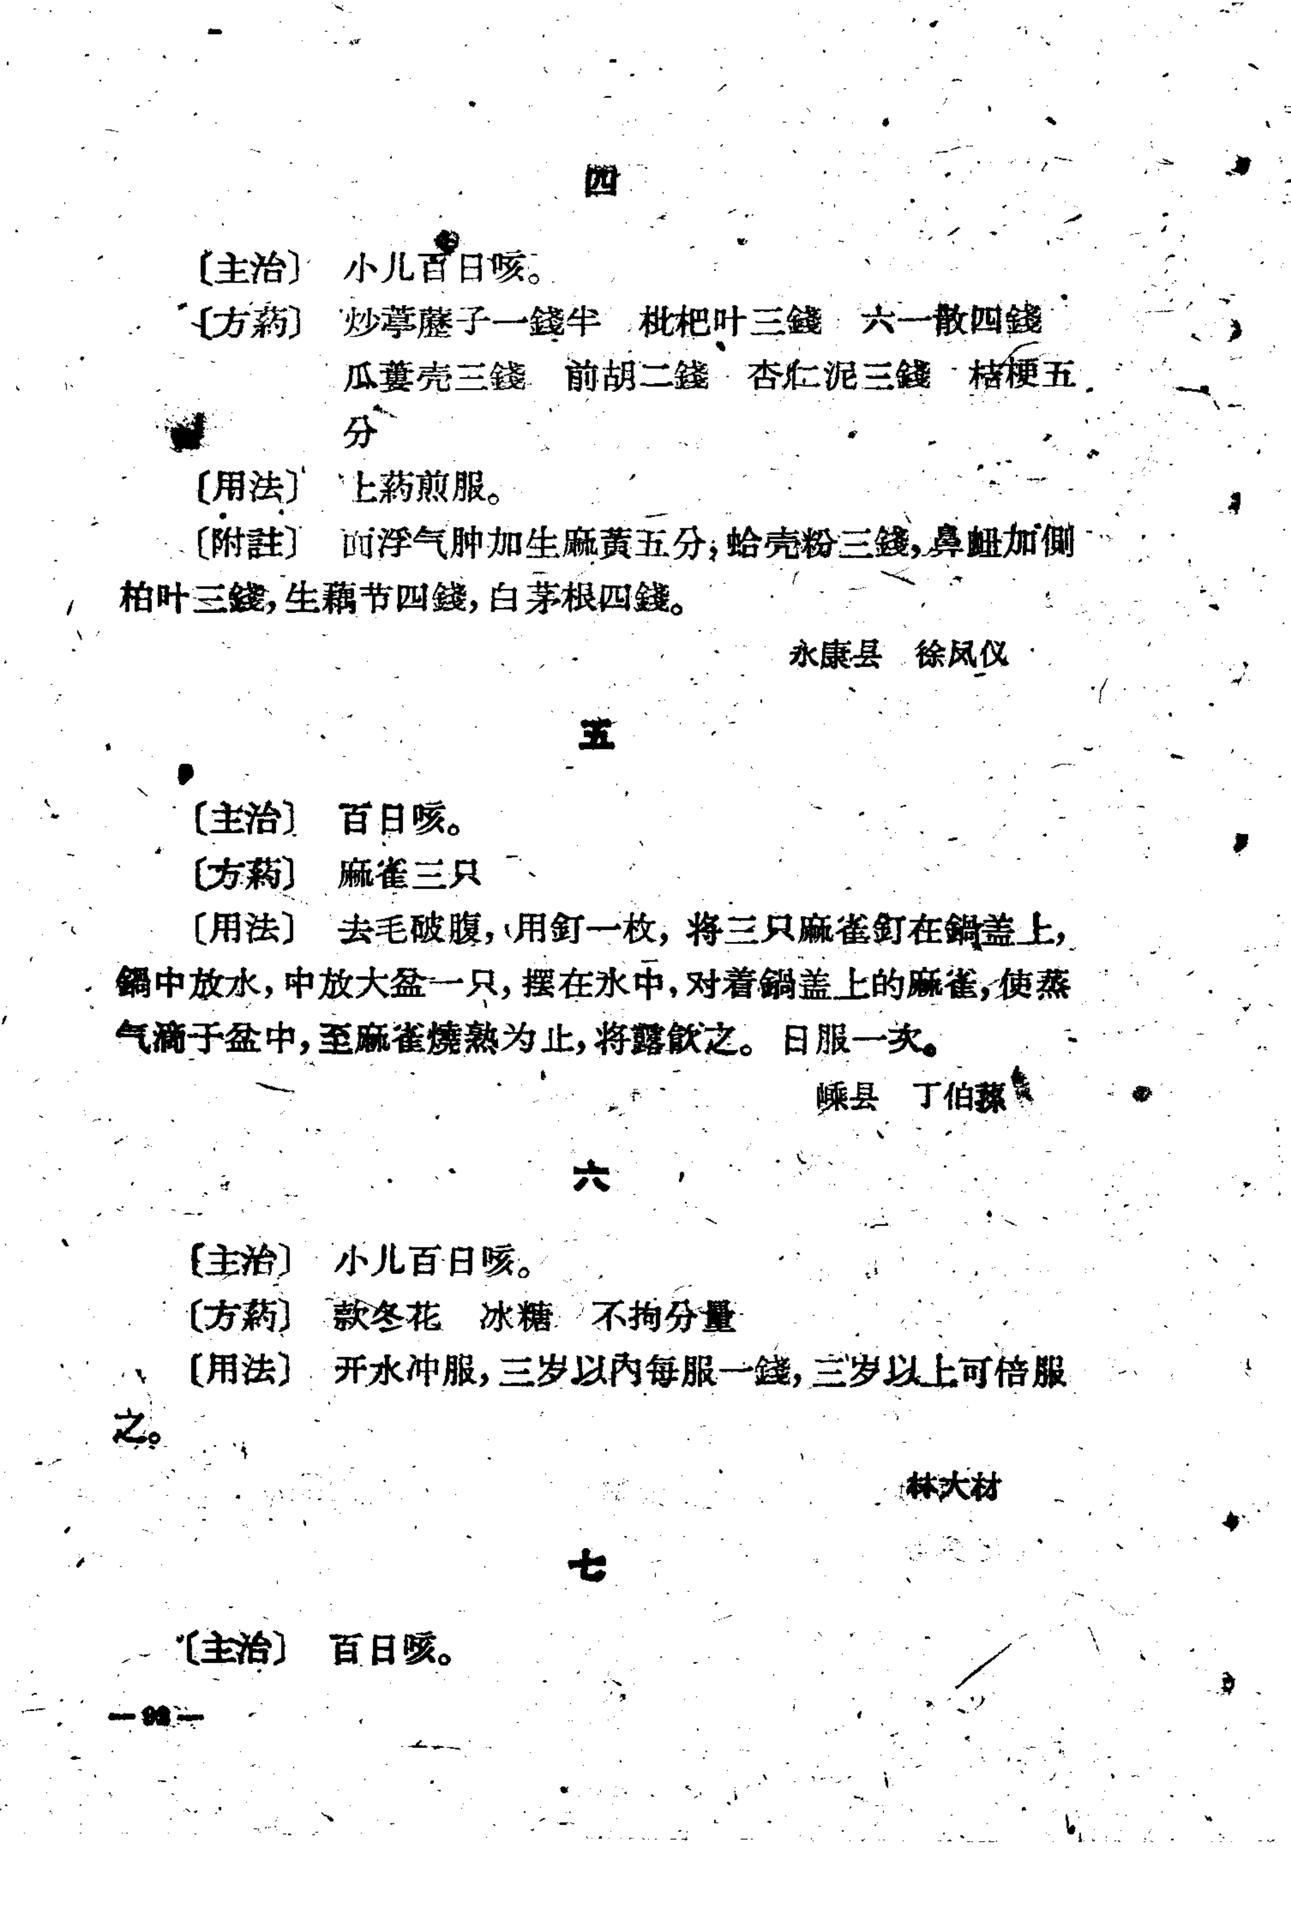 四
〔主治〕 小儿百日咳。
〔方葯〕 炒葶藶子一錢半 枇杷叶三錢 六一散四錢
瓜蔞壳三錢 前胡二錢 杏仁泥三錢 桔梗五
分
〔用法〕 上葯煎服。
〔附註〕 面浮气肿加生麻黄五分，蛤壳粉三錢，鼻衄加側
柏叶三錢，生藕节四錢，白茅根四錢。
永康县 徐凤仪
五
〔主治〕 百日咳。
〔方葯〕 麻雀三只
〔用法〕 去毛破腹，用釘一枚，将三只麻雀釘在鍋盖上，
鍋中放水，中放大盆一只，摆在水中，对着鍋盖上的麻雀，使蒸
气滴于盆中，至麻雀燒熟为止，将露飲之。日服一次。
嵊县 丁伯蓀
六
〔主治〕 小儿百日咳。
〔方葯〕 款冬花 冰糖 不拘分量
〔用法〕 开水冲服，三岁以内每服一錢，三岁以上可倍服
之。
林大材
七
〔主治〕 百日咳。